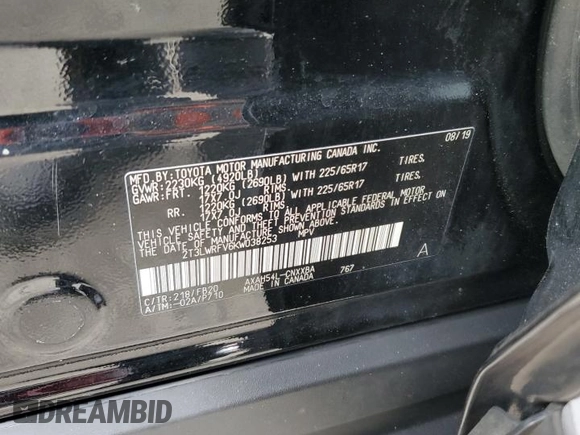 MFD.BY:TOYOTA MOTOR MANUFACTURING CANADA INC. 08/19
GVWR:2230KG (4920LB)
GAWR:FRT. 1220KG (2690LB) WITH 225/65R17 TIRES,
17X7.0 RIMS,
RR. 1220KG (2690LB) WITH 225/65R17 TIRES,
17X7.0 RIMS,
THIS VEHICLE CONFORMS TO ALL APPLICABLE FEDERAL MOTOR VEHICLE
SAFETY AND THEFT PREVENTION STANDARDS IN EFFECT ON THE
DATE OF MANUFACTURE SHOWN ABOVE.
2T3LWRFV6KW038253 MPV
A
C/TR:218/FB20 AXAH54L-CNXXBA 767
A/TM:-02A/P710 MADE IN CANADA
DREAMBID